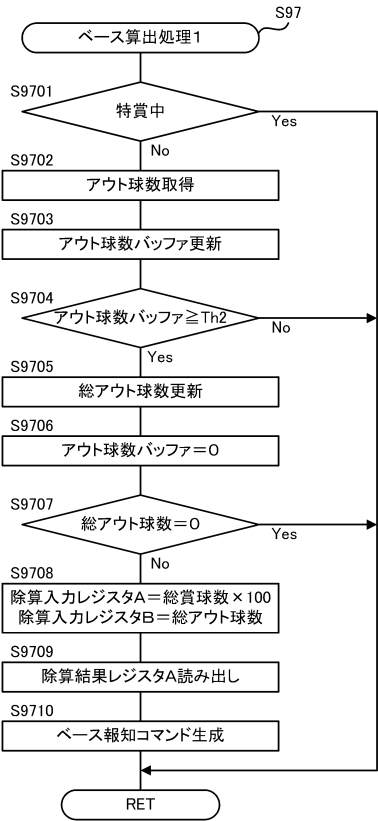 S97
ベース算出処理1
S9701
特賞中
Yes
No
S9702
アウト球数取得
S9703
アウト球数バッファ更新
S9704
アウト球数バッファ≧Th2
No
Yes
S9705
総アウト球数更新
S9706
アウト球数バッファ=0
S9707
総アウト球数=0
Yes
No
S9708
除算入力レジスタA=総賞球数×100
除算入力レジスタB=総アウト球数
S9709
除算結果レジスタA読み出し
S9710
ベース報知コマンド生成
RET